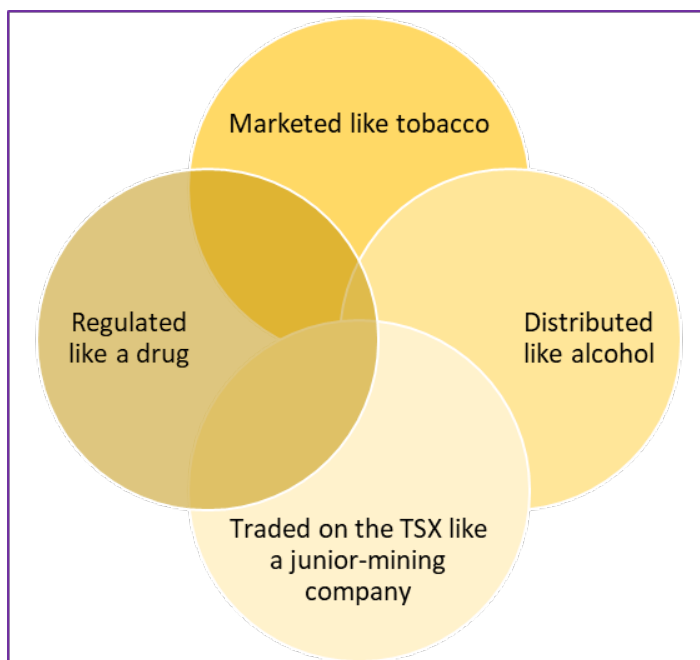 Marketed like tobacco
Regulated
like a drug
Distributed
like alcohol
Traded on the TSX like
a junior-mining
company